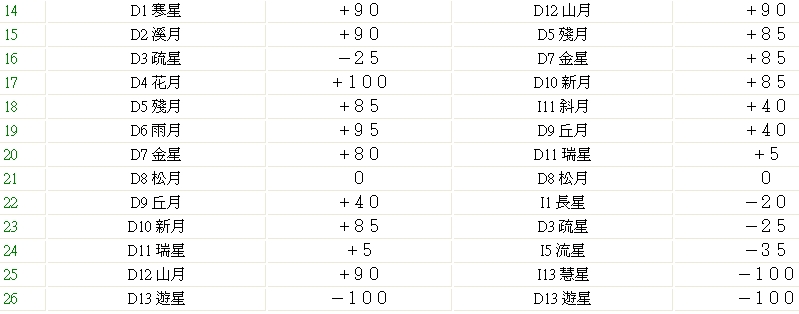 14 D1 寒星 +90 D12 山月 +90
15 D2 溪月 +90 D5 殘月 +85
16 D3 疏星 -25 D7 金星 +85
17 D4 花月 +100 D10 新月 +85
18 D5 殘月 +85 I11 斜月 +40
19 D6 雨月 +95 D9 丘月 +40
20 D7 金星 +80 D11 瑞星 +5
21 D8 松月 0 D8 松月 0
22 D9 丘月 +40 I1 長星 -20
23 D10 新月 +85 D3 疏星 -25
24 D11 瑞星 +5 I5 流星 -35
25 D12 山月 +90 I13 慧星 -100
26 D13 遊星 -100 D13 遊星 -100